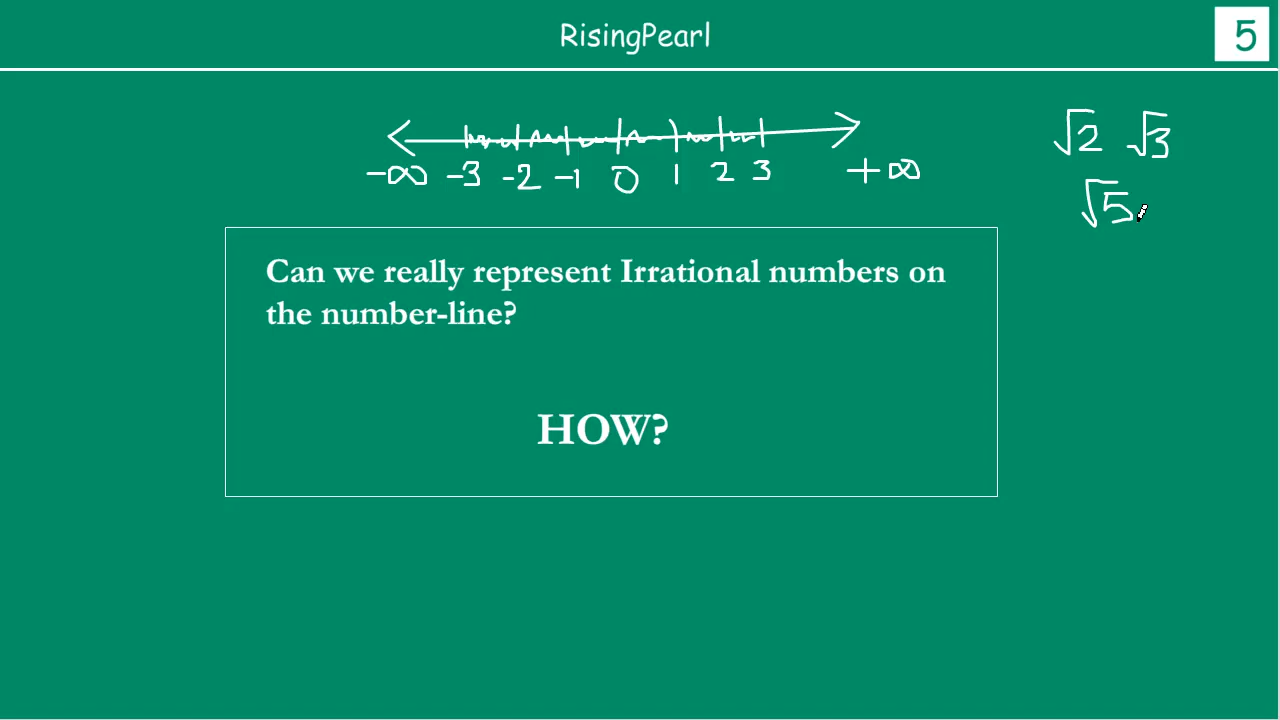 RisingPearl
5
-∞ -3 -2 -1 0 1 2 3 +∞
√2 √3
√5
Can we really represent Irrational numbers on
the number-line?
HOW?